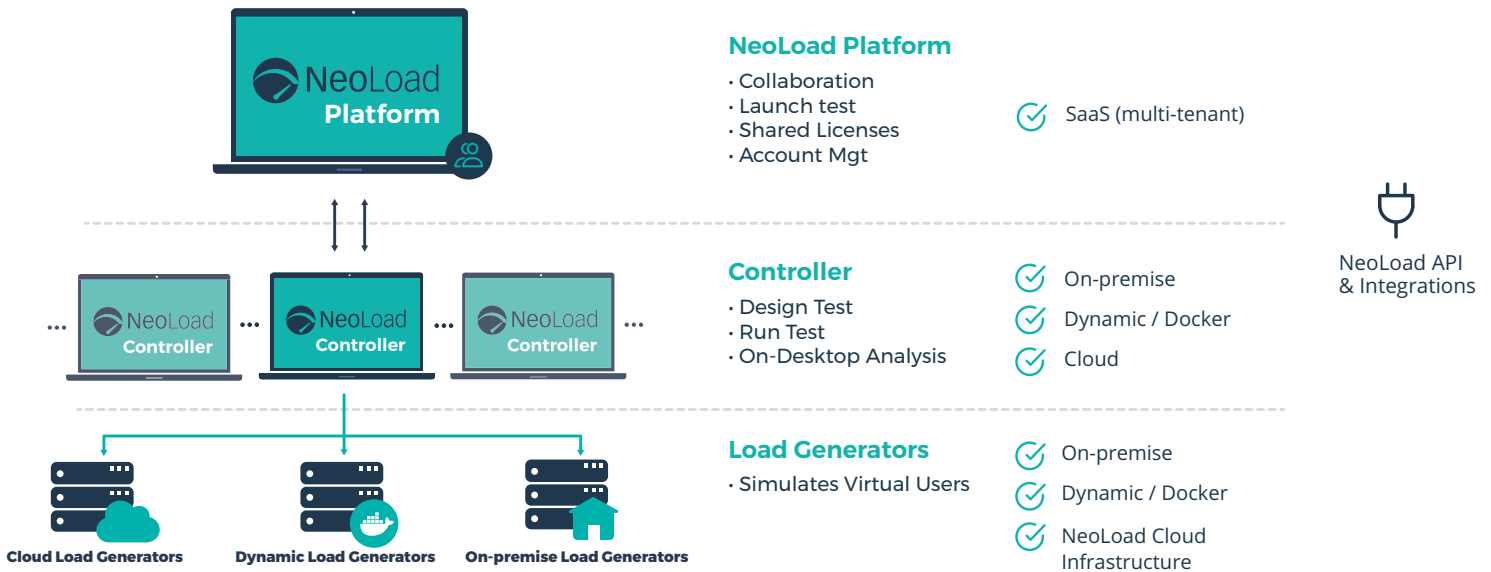 NeoLoad
Platform
NeoLoad Platform
• Collaboration
• Launch test
• Shared Licenses
• Account Mgt
SaaS (multi-tenant)
NeoLoad API
& Integrations
... NeoLoad
Controller
... NeoLoad
Controller
... NeoLoad
Controller
...
Controller
• Design Test
• Run Test
• On-Desktop Analysis
On-premise
Dynamic / Docker
Cloud
Cloud Load Generators
Dynamic Load Generators
On-premise Load Generators
Load Generators
• Simulates Virtual Users
On-premise
Dynamic / Docker
NeoLoad Cloud
Infrastructure